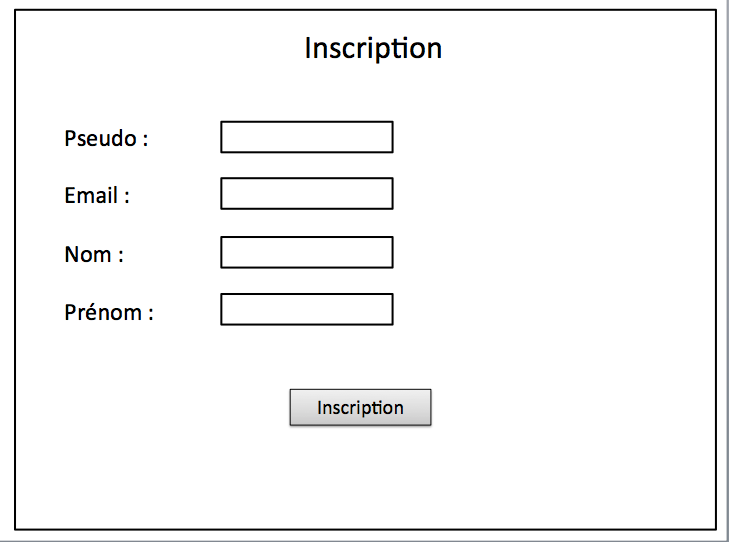 Inscription
Pseudo :
Email :
Nom :
Prénom :
Inscription